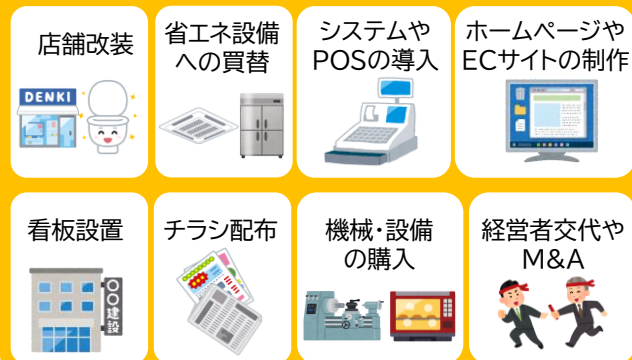 店舗改装
DENKI
省エネ設備
への買替
システムや
POSの導入
ホームページや
ECサイトの制作
看板設置
〇〇建設
チラシ配布
機械・設備
の購入
経営者交代や
M&A